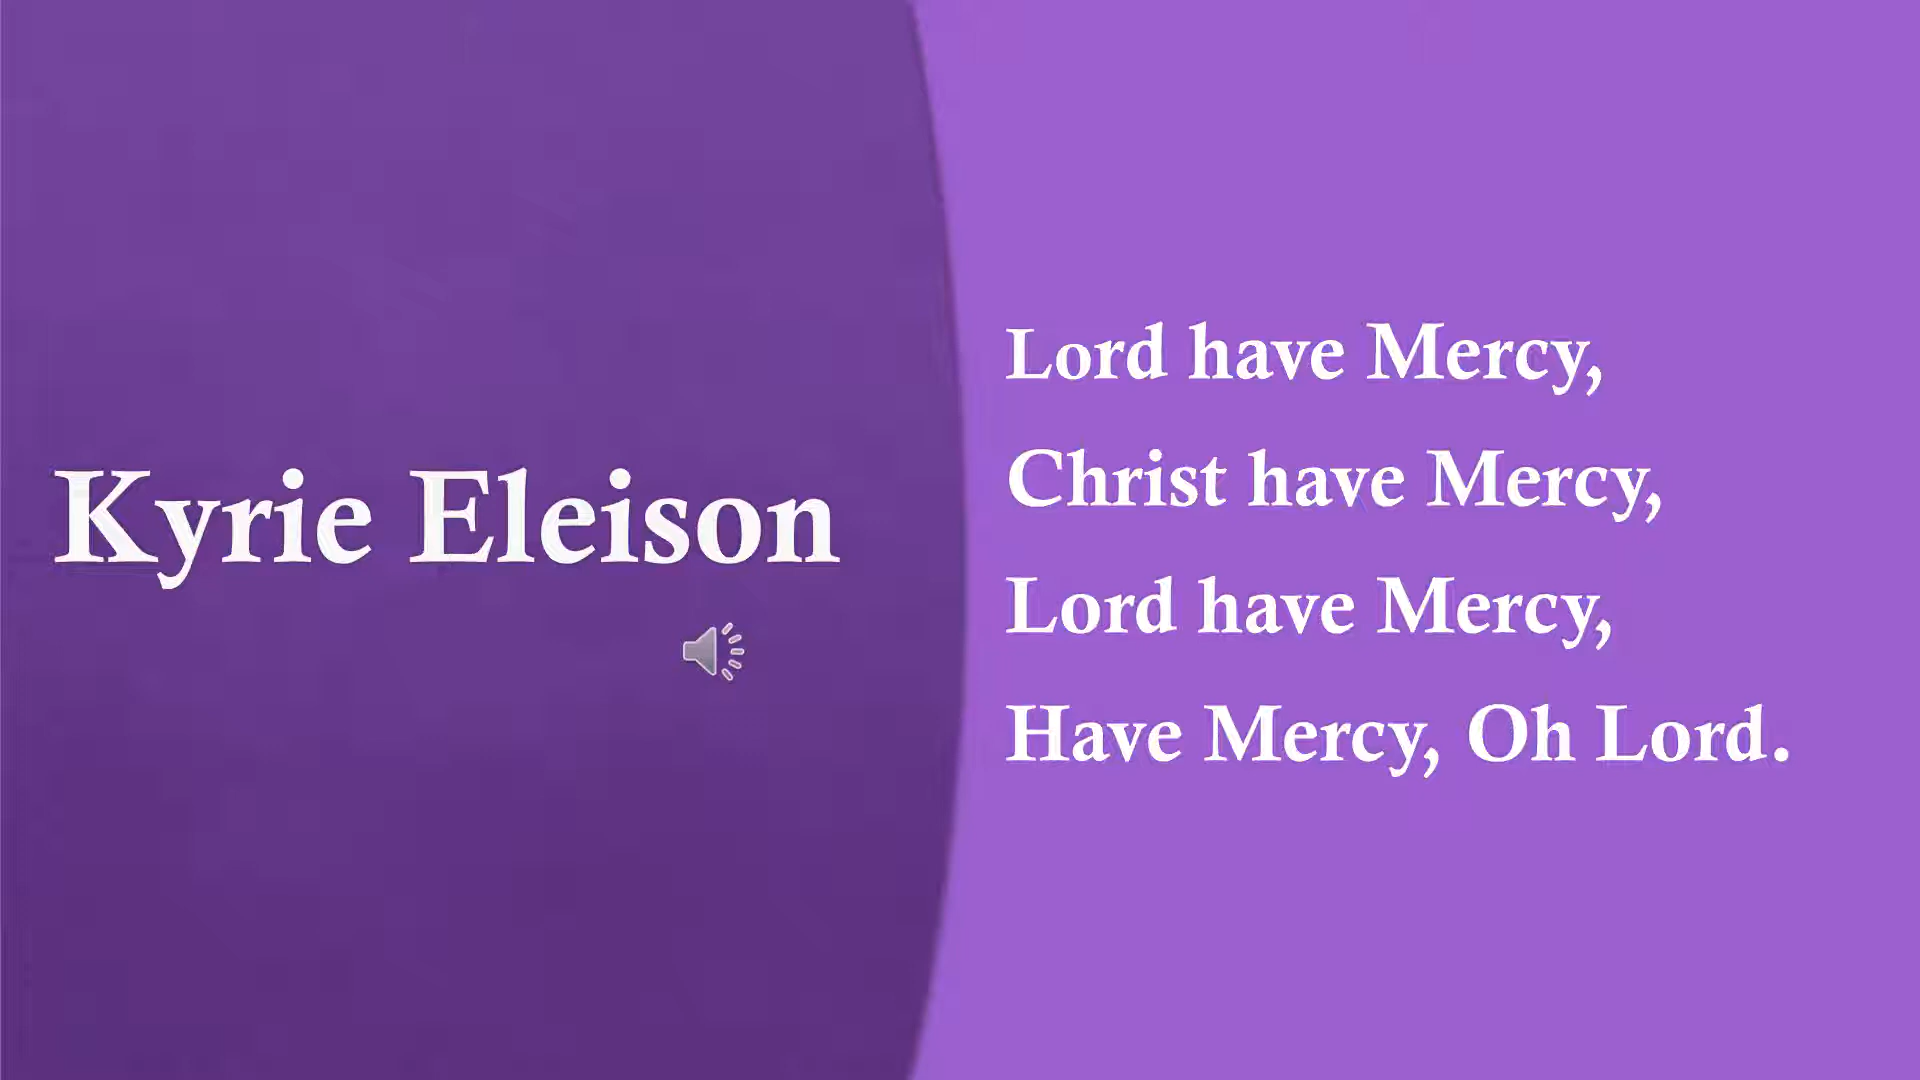 Kyrie Eleison
Lord have Mercy,
Christ have Mercy,
Lord have Mercy,
Have Mercy, Oh Lord.